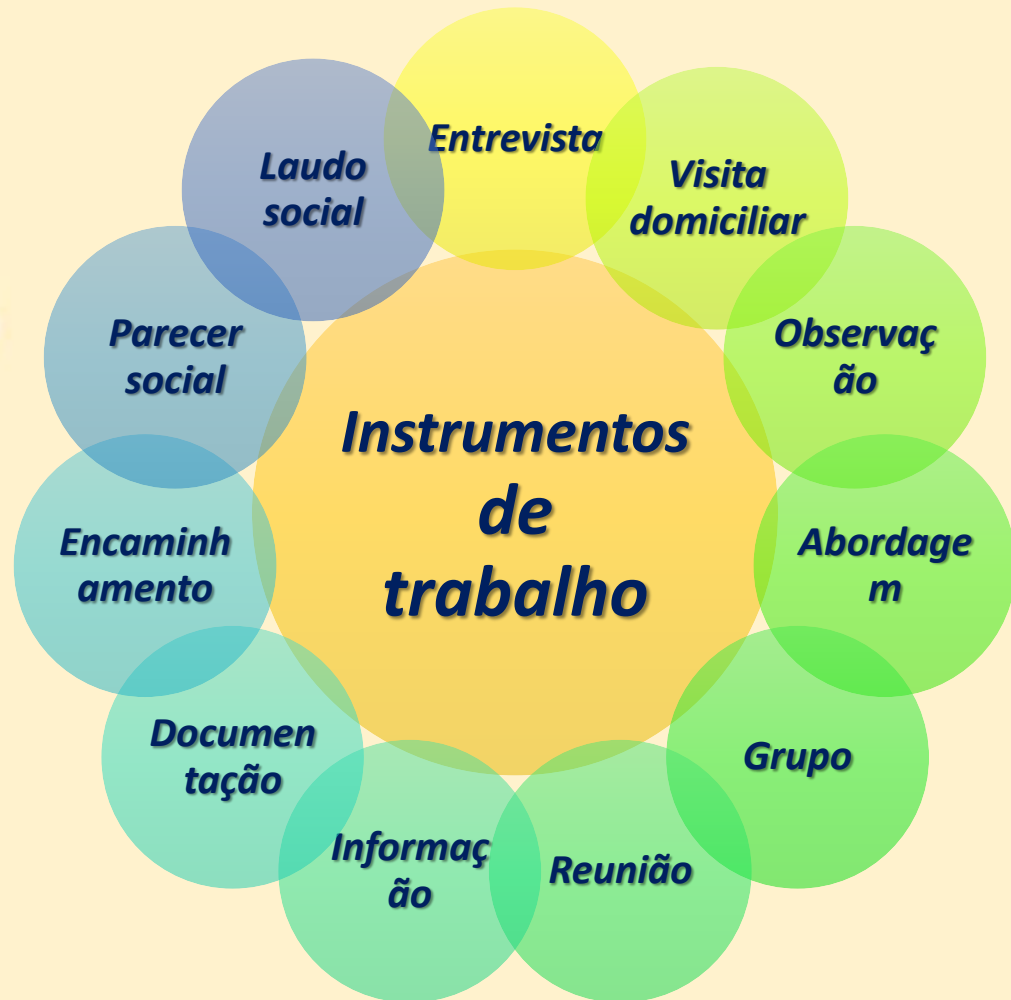 Entrevista
Visita
domiciliar
Observaç
ão
Abordage
m
Grupo
Reunião
Informaç
ão
Documen
tação
Encaminh
amento
Parecer
social
Laudo
social
Instrumentos
de
trabalho